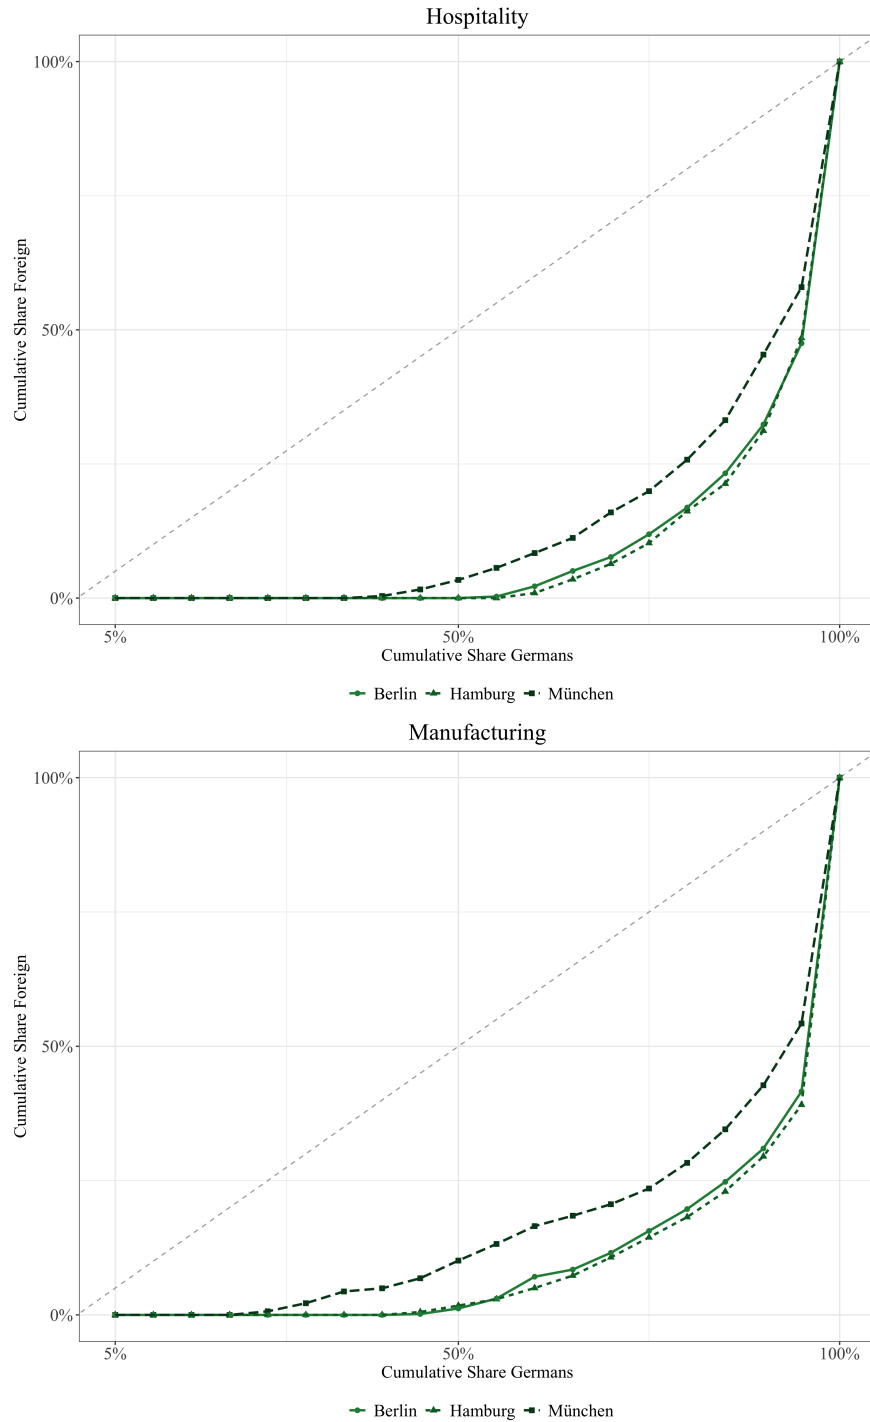 Hospitality
100%
50%
0%
Cumulative Share Foreign
5%
50%
100%
Cumulative Share Germans
Berlin
Hamburg
München
Manufacturing
100%
50%
0%
Cumulative Share Foreign
5%
50%
100%
Cumulative Share Germans
Berlin
Hamburg
München